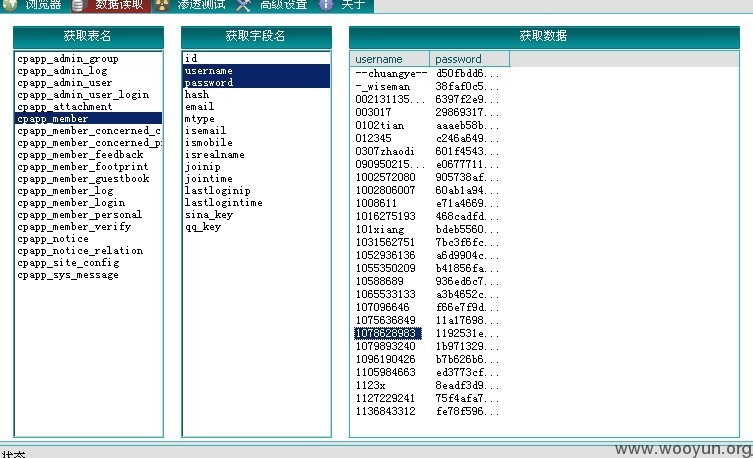 浏览器 数据读取 渗透测试 高级设置 关于
获取表名
cpapp_admin_group
cpapp_admin_log
cpapp_admin_user
cpapp_admin_user_login
cpapp_attachment
cpapp_member
cpapp_member_concerned_c
cpapp_member_concerned_p
cpapp_member_feedback
cpapp_member_footprint
cpapp_member_guestbook
cpapp_member_log
cpapp_member_login
cpapp_member_personal
cpapp_member_verify
cpapp_notice
cpapp_notice_relation
cpapp_site_config
cpapp_sys_message
获取字段名
id
username
password
hash
email
mtype
isemail
ismobile
isrealname
joinip
jointime
lastloginip
lastlogintime
sina_key
qq_key
获取数据
username password
--chuangye-- d50fbdd6...
-_wiseman 38faf0c5...
002131135... 6397f2e9...
003017 29869317...
0102tian aaaeb58b...
012345 c246a649...
0307zhaodi 601f4543...
090950215... e0677711...
1002572080 905738af...
1002806007 60ab1a94...
1008611 e71a4669...
1016275193 468cadfd...
101xiang bdeb5560...
1031562751 7bc3f6fc...
1052936136 a6d9904c...
1055350209 b41856fa...
10588689 936ed6c7...
1065533133 a3b4652c...
107096646 f66e7f9d...
1075636849 11a17698...
1078628983 1192531e...
1079893240 1b971329...
1096190426 b7b626b6...
1105984663 ed3773cf...
1123x 8eadf3d9...
1127229241 75f4afa7...
1136843312 fe78f596...
状态
www.wooyun.org